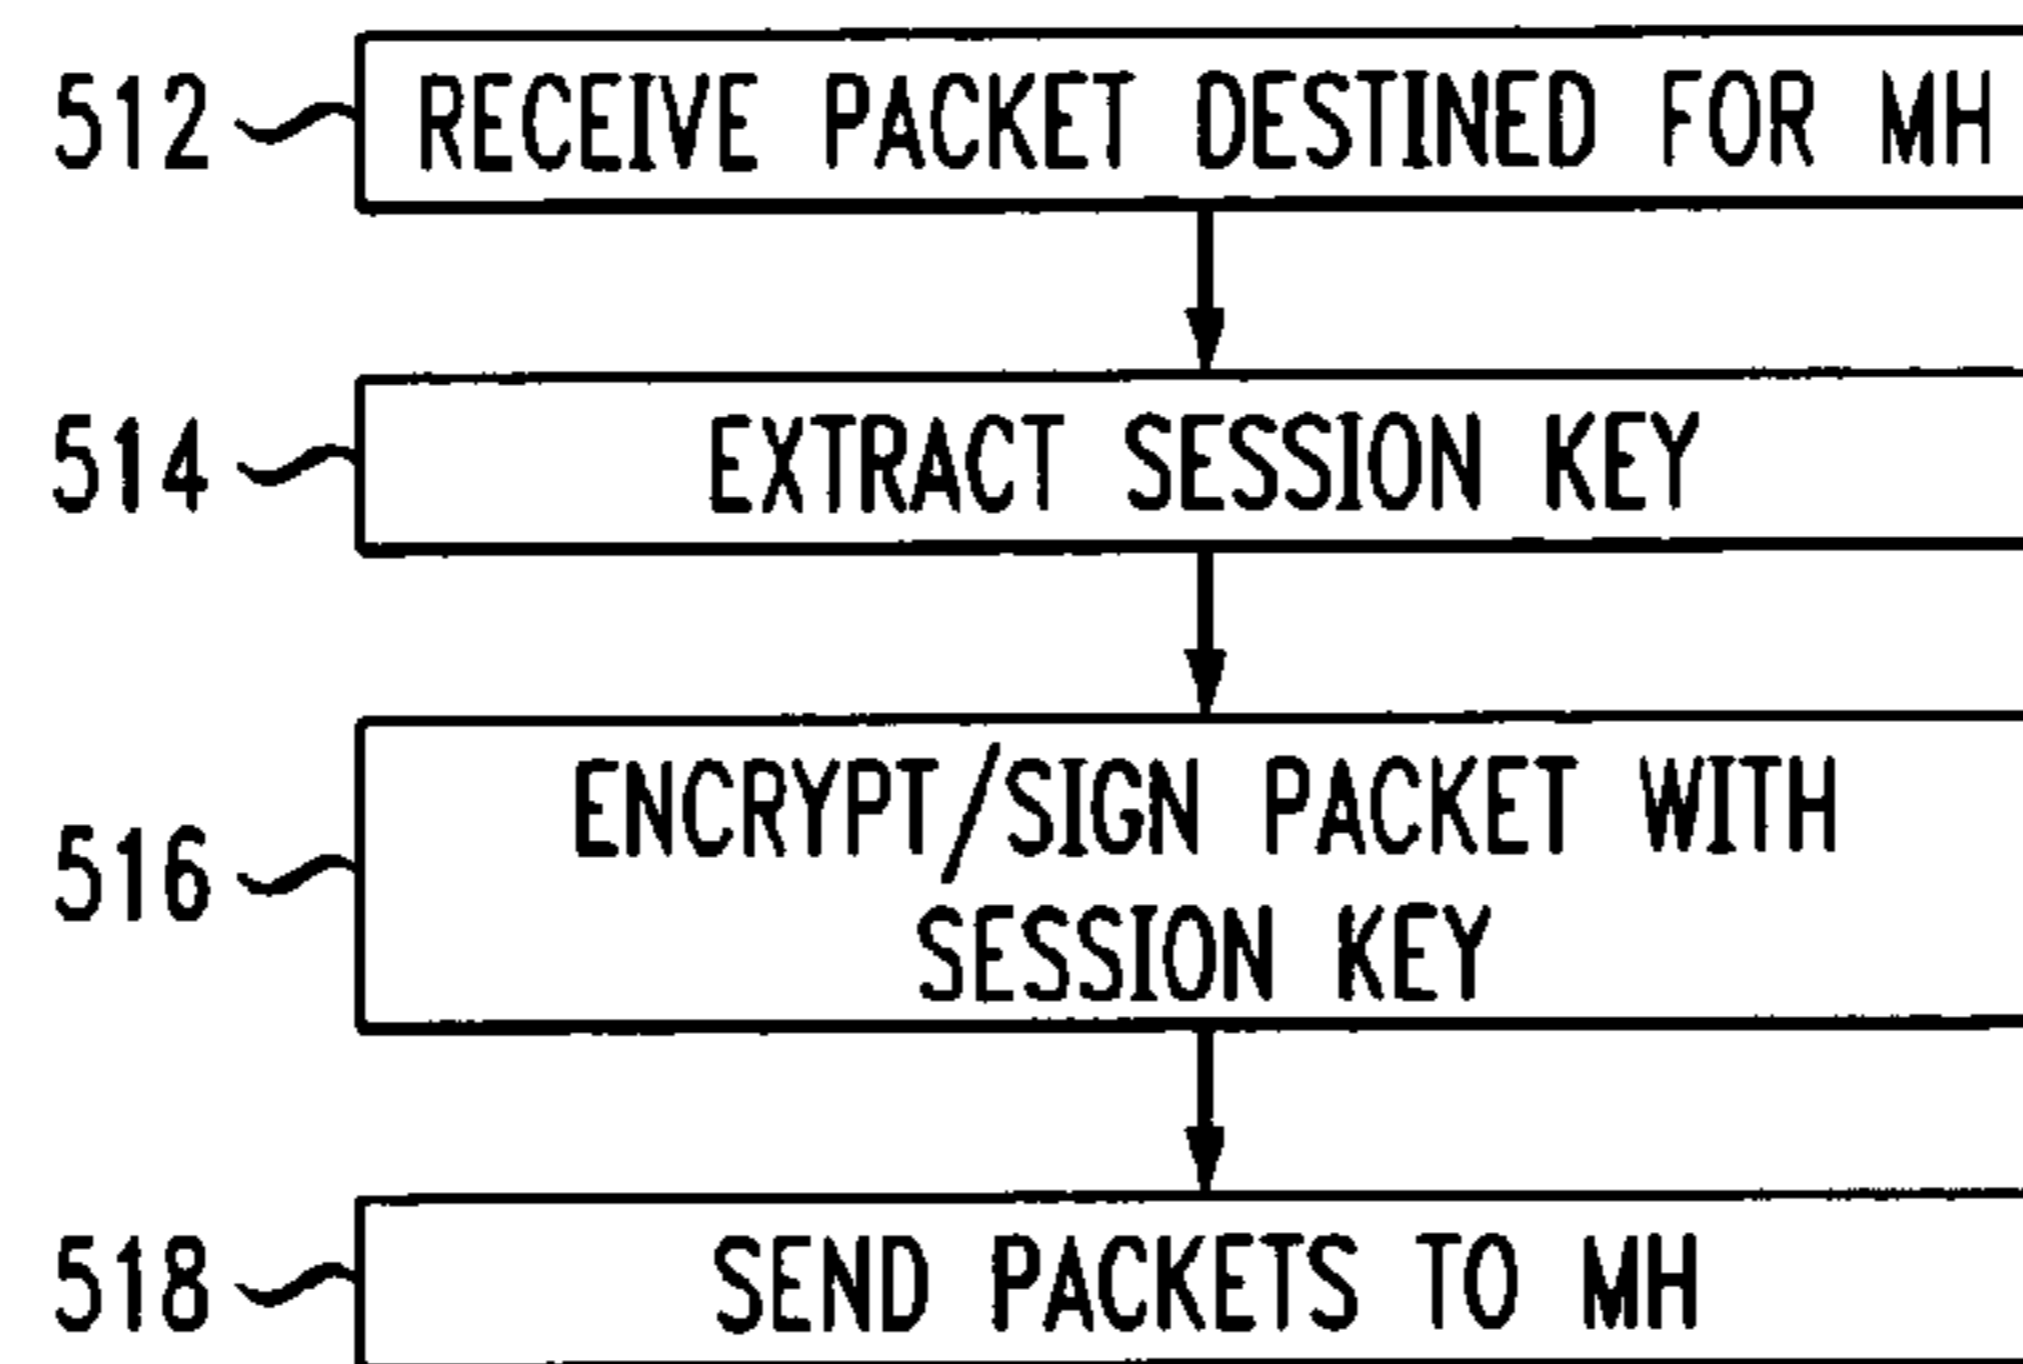 512 RECEIVE PACKET DESTINED FOR MH
514 EXTRACT SESSION KEY
516 ENCRYPT/SIGN PACKET WITH
SESSION KEY
518 SEND PACKETS TO MH